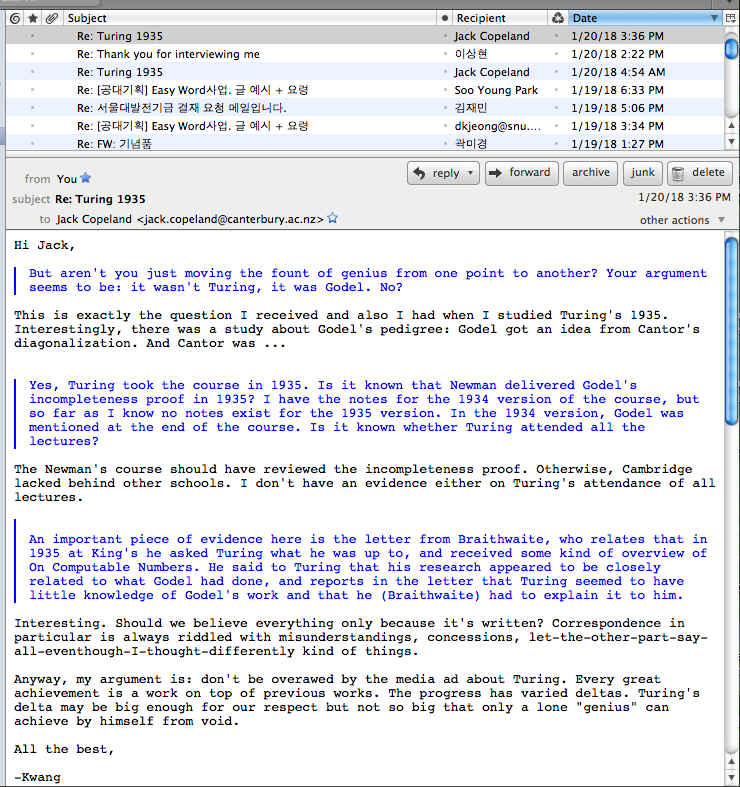 Subject Recipient Date
Re: Turing 1935 Jack Copeland 1/20/18 3:36 PM
Re: Thank you for interviewing me 이상현 1/20/18 2:22 PM
Re: Turing 1935 Jack Copeland 1/20/18 4:54 AM
Re: [공대기획] Easy Word사업. 글 예시 + 요령 Soo Young Park 1/19/18 6:33 PM
Re: 서울대발전기금 결재 요청 메일입니다. 김재민 1/19/18 5:06 PM
Re: [공대기획] Easy Word사업. 글 예시 + 요령 dkjeong@snu.... 1/19/18 3:34 PM
Re: FW: 기념품 곽미경 1/19/18 1:27 PM
from You reply forward archive junk delete
subject Re: Turing 1935 1/20/18 3:36 PM
to Jack Copeland <jack.copeland@canterbury.ac.nz> other actions
Hi Jack,
But aren't you just moving the fount of genius from one point to another? Your argument
seems to be: it wasn't Turing, it was Godel. No?
This is exactly the question I received and also I had when I studied Turing's 1935.
Interestingly, there was a study about Godel's pedigree: Godel got an idea from Cantor's
diagonalization. And Cantor was ...
Yes, Turing took the course in 1935. Is it known that Newman delivered Godel's
incompleteness proof in 1935? I have the notes for the 1934 version of the course, but
so far as I know no notes exist for the 1935 version. In the 1934 version, Godel was
mentioned at the end of the course. Is it known whether Turing attended all the
lectures?
The Newman's course should have reviewed the incompleteness proof. Otherwise, Cambridge
lacked behind other schools. I don't have an evidence either on Turing's attendance of all
lectures.
An important piece of evidence here is the letter from Braithwaite, who relates that in
1935 at King's he asked Turing what he was up to, and received some kind of overview of
On Computable Numbers. He said to Turing that his research appeared to be closely
related to what Godel had done, and reports in the letter that Turing seemed to have
little knowledge of Godel's work and that he (Braithwaite) had to explain it to him.
Interesting. Should we believe everything only because it's written? Correspondence in
particular is always riddled with misunderstandings, concessions, let-the-other-part-say-
all-eventhough-I-thought-differently kind of things.
Anyway, my argument is: don't be overawed by the media ad about Turing. Every great
achievement is a work on top of previous works. The progress has varied deltas. Turing's
delta may be big enough for our respect but not so big that only a lone "genius" can
achieve by himself from void.
All the best,
-Kwang